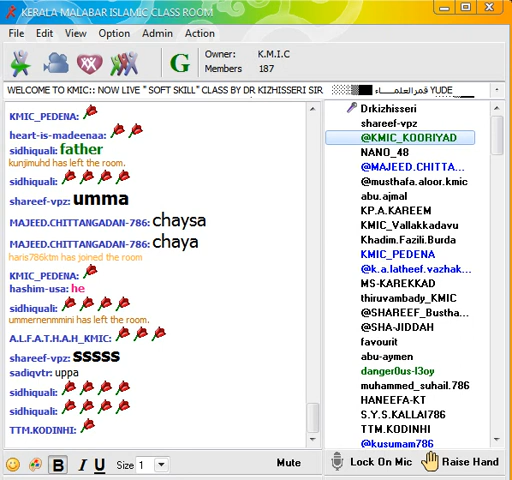 KERALA MALABAR ISLAMIC CLASS ROOM
File Edit View Option Admin Action
G
Owner: K.M.I.C
Members 187
WELCOME TO KMIC:: NOW LIVE " SOFT SKILL" CLASS BY DR KIZHISSERI SIR قمرالعلمـــــاء YUDE
KMIC_PEDENA:
heart-is-madeenaa:
sidhiquali: father
kunjimuhd has left the room.
sidhiquali:
shareef-vpz: umma
MAJEED.CHITTANGADAN-786: chaysa
MAJEED.CHITTANGADAN-786: chaya
haris786ktm has joined the room
KMIC_PEDENA:
hashim-usa: he
sidhiquali:
ummernenmmini has left the room.
A.L.F.A.T.H.A.H_KMIC:
shareef-vpz: sssss
sadiqvtr: uppa
sidhiquali:
sidhiquali:
TTM.KODINHI:
B I U Size 1
Mute
Drkizhisseri
shareef-vpz
@KMIC_KOORIYAD
NANO_48
@MAJEED.CHITTA...
@musthafa.aloor.kmic
abu.ajmal
KP.A.KAREEM
KMIC_Vallakkadavu
Khadim.Fazili.Burda
KMIC_PEDENA
@k.a.latheef.vazhak...
MS-KAREKKAD
thiruvambady_KMIC
@SHAREEF_Bustha...
@SHA-JIDDAH
favourit
abu-aymen
danger0us-l3oy
muhammed_suhail.786
HANEEFA-KT
S.Y.S.KALLAI786
TTM.KODINHI
@kusumam786
Lock On Mic Raise Hand